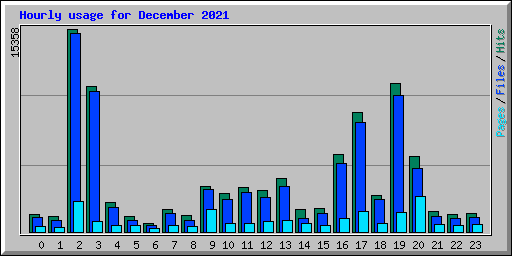 Hourly usage for December 2021
15358
Pages/Files/Hits
0 1 2 3 4 5 6 7 8 9 10 11 12 13 14 15 16 17 18 19 20 21 22 23